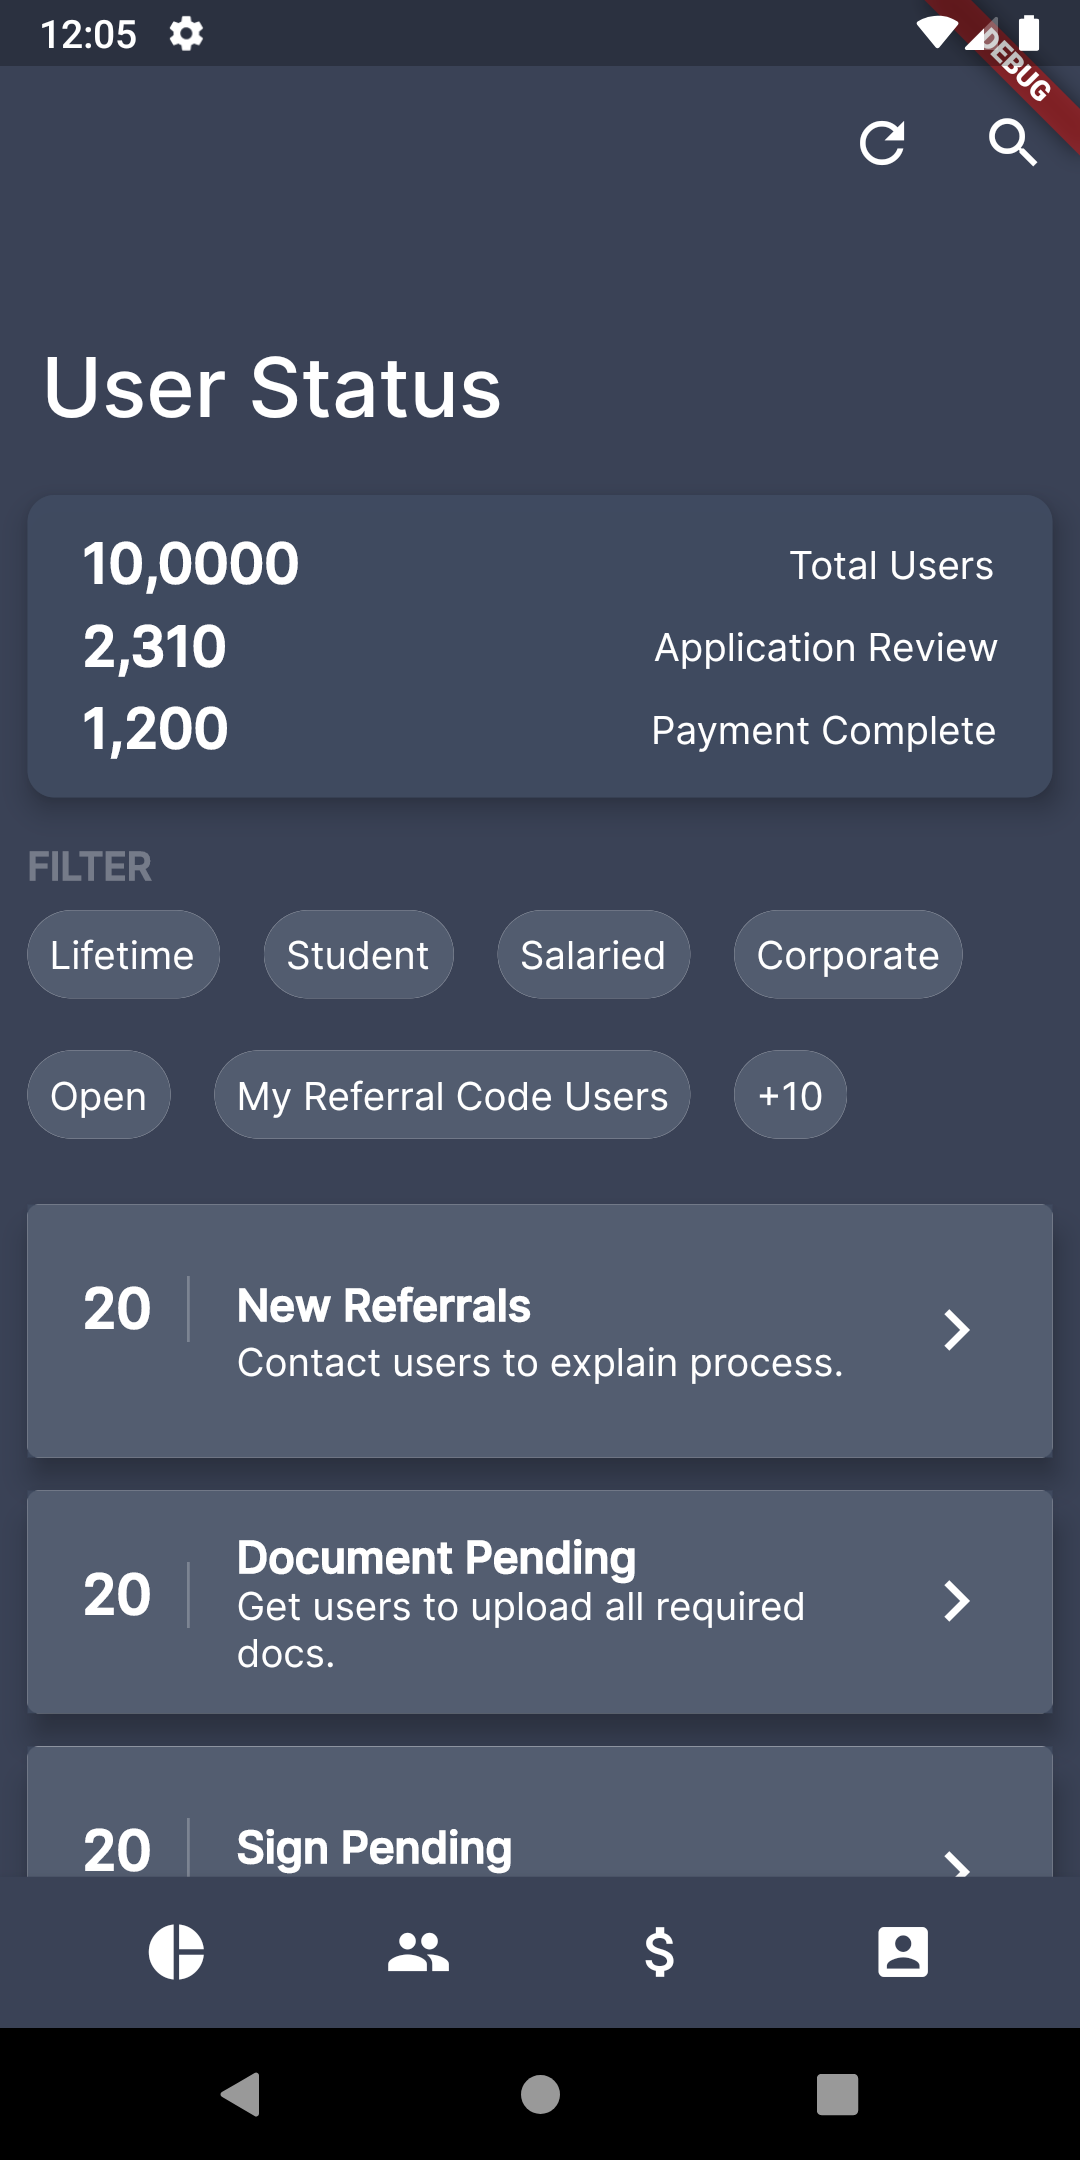 12:05
DEBUG
User Status
10,0000 Total Users
2,310 Application Review
1,200 Payment Complete
FILTER
Lifetime Student Salaried Corporate
Open My Referral Code Users +10
20 New Referrals
Contact users to explain process.
20 Document Pending
Get users to upload all required
docs.
20 Sign Pending